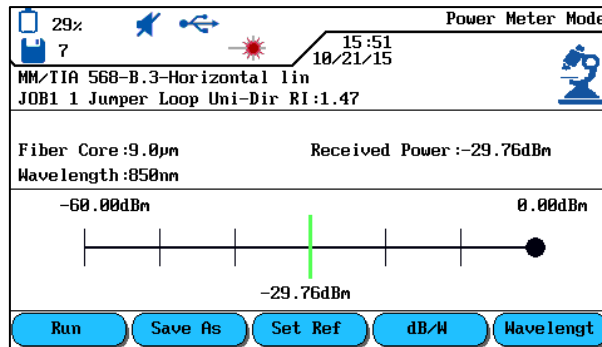 29%
Power Meter Mode
7
15:51
10/21/15
MM/TIA 568-B.3-Horizontal lin
JOB1 1 Jumper Loop Uni-Dir RI:1.47
Fiber Core:9.0µm
Received Power:-29.76dBm
Wavelength:850nm
-60.00dBm
0.00dBm
-29.76dBm
Run
Save As
Set Ref
dB/W
Wavelengt